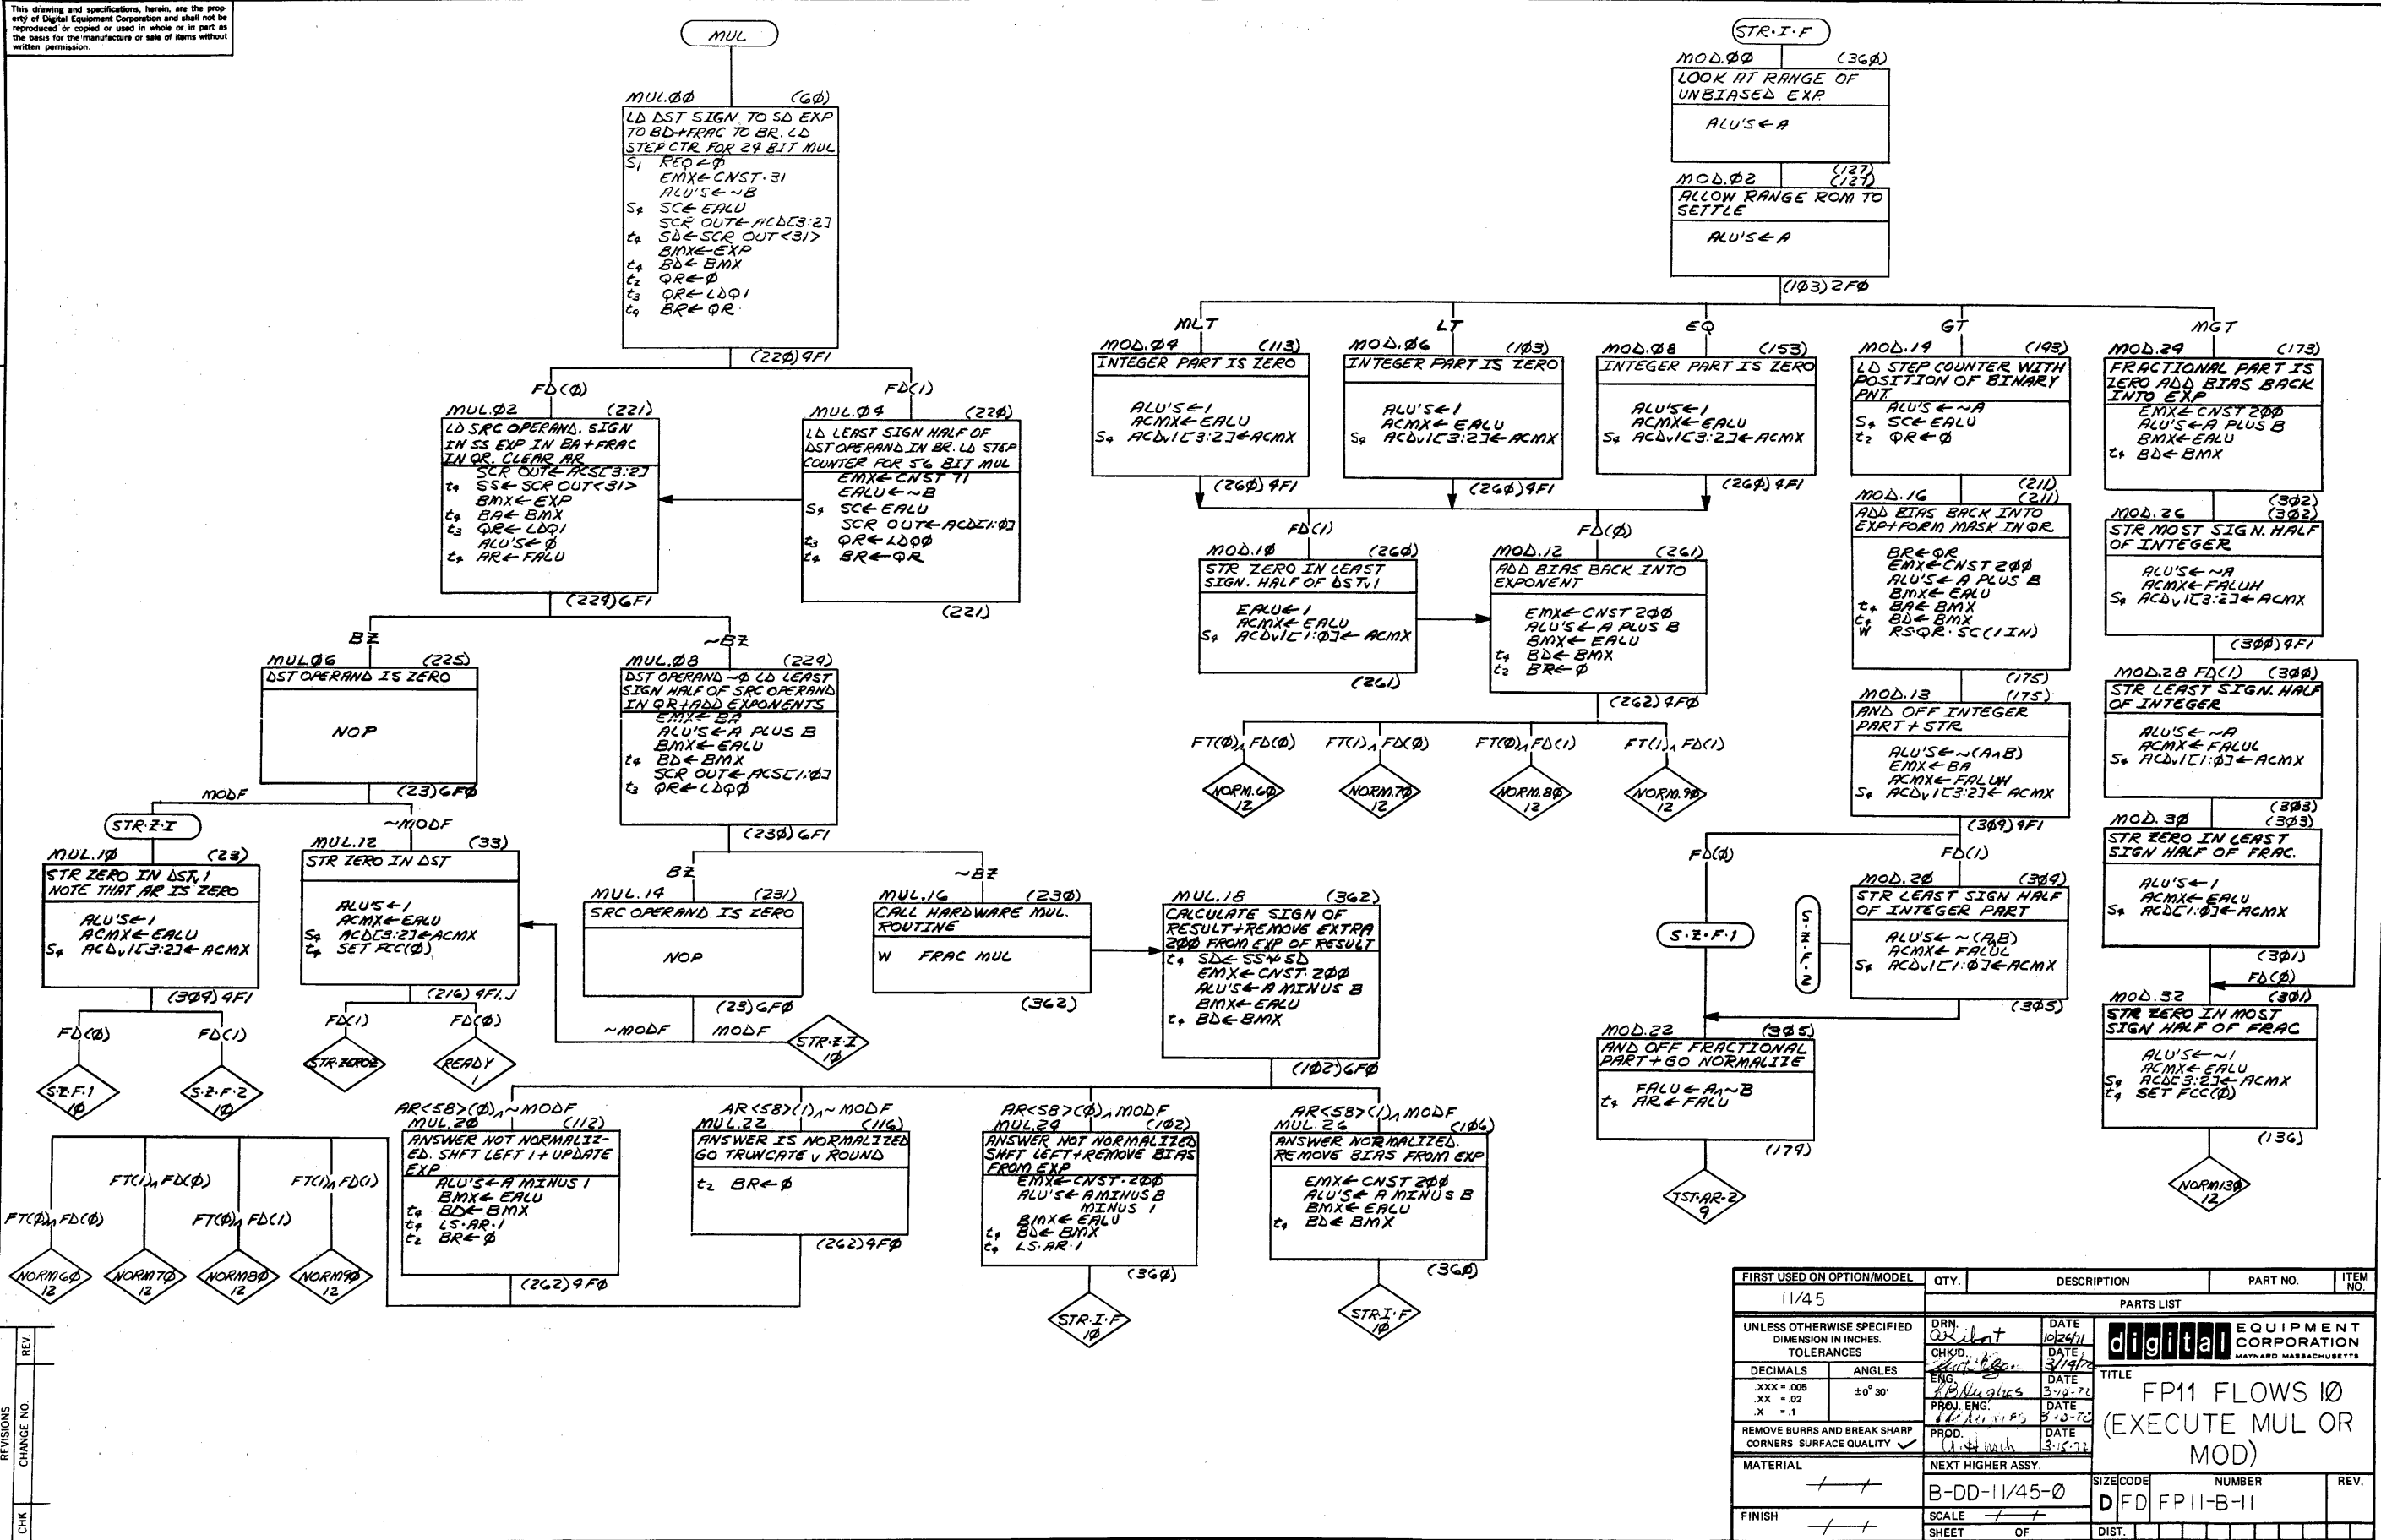 This drawing and specifications, herein, are the prop-
erty of Digital Equipment Corporation and shall not be
reproduced or copied or used in whole or in part as
the basis for the manufacture or sale of items without
written permission.
MUL
MUL.ØØ (6Ø)
LD DST. SIGN TO SD EXP
TO BD+FRAC TO BR. LD
STEP CTR FOR 24 BIT MUL
S1 REQ←Ø
EMX←CNST.31
ALU'S←~B
S4 SC←EALU
SCR OUT←ACD[3:2]
t4 SD←SCR OUT<31>
BMX←EXP
t4 BD←BMX
t2 QR←Ø
t3 QR←LDQ1
t4 BR←QR
(22Ø)4F1
FD(Ø)
FD(1)
MUL.Ø2 (221)
LD SRC OPERAND. SIGN
IN SS EXP IN BA+FRAC
IN QR. CLEAR AR
SCR OUT←ACS[3:2]
t4 SS←SCR OUT<31>
BMX←EXP
t4 BA←BMX
t3 QR←LDQ1
ALU'S←Ø
t4 AR←FALU
(224)6F1
MUL.Ø4 (22Ø)
LD LEAST SIGN HALF OF
DST OPERAND IN BR. LD STEP
COUNTER FOR 56 BIT MUL
EMX←CNST 71
EALU←~B
S4 SC←EALU
SCR OUT←ACD[1:Ø]
t3 QR←LDQØ
t4 BR←QR
(221)
BZ
~BZ
MUL Ø6 (225)
DST OPERAND IS ZERO
NOP
(23)6FØ
MUL.Ø8 (224)
DST OPERAND ~Ø LD LEAST
SIGN HALF OF SRC OPERAND
IN QR+ADD EXPONENTS
EMX←BA
ALU'S←A PLUS B
BMX←EALU
t4 BD←BMX
SCR OUT←ACS[1:Ø]
t3 QR←LDQØ
(23Ø)6F1
MODF
~MODF
STR·Z·I
MUL.1Ø (23)
STR ZERO IN DSTv1
NOTE THAT AR IS ZERO
ALU'S←1
ACMX←EALU
S4 ACDv1[3:2]←ACMX
(3Ø4)4F1
FD(Ø)
FD(1)
S·Z·F·1
1Ø
S·Z·F·2
1Ø
MUL.12 (33)
STR ZERO IN DST
ALU'S←1
ACMX←EALU
S4 ACD[3:2]←ACMX
t4 SET FCC(Ø)
(216)4F1.J
FD(1)
FD(Ø)
STR·ZEROZ
READY
1
BZ
~BZ
MUL.14 (231)
SRC OPERAND IS ZERO
NOP
(23)6FØ
~MODF MODF
STR·Z·I
1Ø
MUL.16 (23Ø)
CALL HARDWARE MUL.
ROUTINE
W FRAC MUL
(362)
MUL.18 (362)
CALCULATE SIGN OF
RESULT+REMOVE EXTRA
2ØØ FROM EXP OF RESULT
t4 SD←SS⊻SD
EMX←CNST.2ØØ
ALU'S←A MINUS B
BMX←EALU
t4 BD←BMX
(1Ø2)6FØ
AR<58>(Ø)∧~MODF
MUL.2Ø (112)
ANSWER NOT NORMALIZ-
ED. SHFT LEFT 1+UPDATE
EXP
ALU'S←A MINUS 1
BMX←EALU
t4 BD←BMX
t4 LS·AR·1
t2 BR←Ø
(262)4FØ
AR<58>(1)∧~MODF
MUL.22 (116)
ANSWER IS NORMALIZED
GO TRUNCATE v ROUND
t2 BR←Ø
(262)4FØ
AR<58>(Ø)∧MODF
MUL.24 (1Ø2)
ANSWER NOT NORMALIZED
SHFT LEFT+REMOVE BIAS
FROM EXP
EMX←CNST.2ØØ
ALU'S←A MINUS B
MINUS 1
BMX←EALU
t4 BD←BMX
t4 LS·AR·1
(36Ø)
STR·I·F
1Ø
AR<58>(1)∧MODF
MUL.26 (1Ø6)
ANSWER NORMALIZED.
REMOVE BIAS FROM EXP
EMX←CNST 2ØØ
ALU'S←A MINUS B
BMX←EALU
t4 BD←BMX
(36Ø)
STR·I·F
1Ø
FT(1)∧FD(Ø) FT(1)∧FD(1)
FT(Ø)∧FD(Ø) FT(Ø)∧FD(1)
NORM6Ø
12
NORM7Ø
12
NORM8Ø
12
NORM9Ø
12
STR·I·F
MOD.ØØ (36Ø)
LOOK AT RANGE OF
UNBIASED EXP.
ALU'S←A
(127)
MOD.Ø2 (127)
ALLOW RANGE ROM TO
SETTLE
ALU'S←A
(1Ø3)2FØ
MLT LT EQ GT MGT
MOD.Ø4 (113)
INTEGER PART IS ZERO
ALU'S←1
ACMX←EALU
S4 ACDv1[3:2]←ACMX
(26Ø)4F1
MOD.Ø6 (1Ø3)
INTEGER PART IS ZERO
ALU'S←1
ACMX←EALU
S4 ACDv1[3:2]←ACMX
(26Ø)4F1
MOD.Ø8 (153)
INTEGER PART IS ZERO
ALU'S←1
ACMX←EALU
S4 ACDv1[3:2]←ACMX
(26Ø)4F1
FD(1)
FD(Ø)
MOD.1Ø (26Ø)
STR ZERO IN LEAST
SIGN. HALF OF DSTv1
EALU←1
ACMX←EALU
S4 ACDv1[1:Ø]←ACMX
(261)
MOD.12 (261)
ADD BIAS BACK INTO
EXPONENT
EMX←CNST 2ØØ
ALU'S←A PLUS B
BMX←EALU
t4 BD←BMX
t2 BR←Ø
(262)4FØ
FT(Ø)∧FD(Ø) FT(1)∧FD(Ø) FT(Ø)∧FD(1) FT(1)∧FD(1)
NORM.6Ø
12
NORM.7Ø
12
NORM.8Ø
12
NORM.9Ø
12
MOD.14 (143)
LD STEP COUNTER WITH
POSITION OF BINARY
PNT.
ALU'S←~A
S4 SC←EALU
t2 QR←Ø
(211)
MOD.16 (211)
ADD BIAS BACK INTO
EXP+FORM MASK IN QR
BR←QR
EMX←CNST 2ØØ
ALU'S←A PLUS B
BMX←EALU
t4 BA←BMX
t4 BD←BMX
W RS·QR·SC(1 IN)
(175)
MOD.13 (175)
AND OFF INTEGER
PART+STR
ALU'S←~(A∧B)
EMX←BA
ACMX←FALUH
S4 ACDv1[3:2]←ACMX
(3Ø4)4F1
FD(Ø)
FD(1)
S·Z·F·1
S·Z·F·2
MOD.2Ø (3Ø4)
STR LEAST SIGN HALF
OF INTEGER PART
ALU'S←~(A∧B)
ACMX←FALUL
S4 ACDv1[1:Ø]←ACMX
(3Ø5)
MOD.22 (3Ø5)
AND OFF FRACTIONAL
PART+GO NORMALIZE
FALU←A∧~B
t4 AR←FALU
(174)
TST·AR·2
9
MOD.24 (173)
FRACTIONAL PART IS
ZERO ADD BIAS BACK
INTO EXP
EMX←CNST 2ØØ
ALU'S←A PLUS B
BMX←EALU
t4 BD←BMX
(3Ø2)
MOD.26 (3Ø2)
STR MOST SIGN. HALF
OF INTEGER
ALU'S←~A
ACMX←FALUH
S4 ACDv1[3:2]←ACMX
(3ØØ)4F1
MOD.28 FD(1) (3ØØ)
STR LEAST SIGN. HALF
OF INTEGER
ALU'S←~A
ACMX←FALUL
S4 ACDv1[1:Ø]←ACMX
(3Ø3)
MOD.3Ø (3Ø3)
STR ZERO IN LEAST
SIGN HALF OF FRAC.
ALU'S←1
ACMX←EALU
S4 ACD[1:Ø]←ACMX
(3Ø1)
FD(Ø)
MOD.32 (3Ø1)
STR ZERO IN MOST
SIGN HALF OF FRAC
ALU'S←~1
ACMX←EALU
S4 ACD[3:2]←ACMX
t4 SET FCC(Ø)
(136)
NORM13Ø
12
FIRST USED ON OPTION/MODEL
11/45
QTY. DESCRIPTION PART NO. ITEM NO.
PARTS LIST
UNLESS OTHERWISE SPECIFIED
DIMENSION IN INCHES.
TOLERANCES
DECIMALS ANGLES
.XXX = .005
.XX = .02
.X = .1
±0° 30'
REMOVE BURRS AND BREAK SHARP
CORNERS SURFACE QUALITY
MATERIAL
FINISH
DRN. DATE
10/26/71
CHK'D. DATE
3/14/72
ENG. DATE
R B Hughes
PROJ. ENG. DATE
PROD. DATE
3-15-72
NEXT HIGHER ASSY.
B-DD-11/45-Ø
SCALE
SHEET OF
digital EQUIPMENT
CORPORATION
MAYNARD MASSACHUSETTS
TITLE
FP11 FLOWS 1Ø
(EXECUTE MUL OR
MOD)
SIZE CODE NUMBER REV.
D FD FP11-B-11
DIST.
REVISIONS
CHK CHANGE NO. REV.